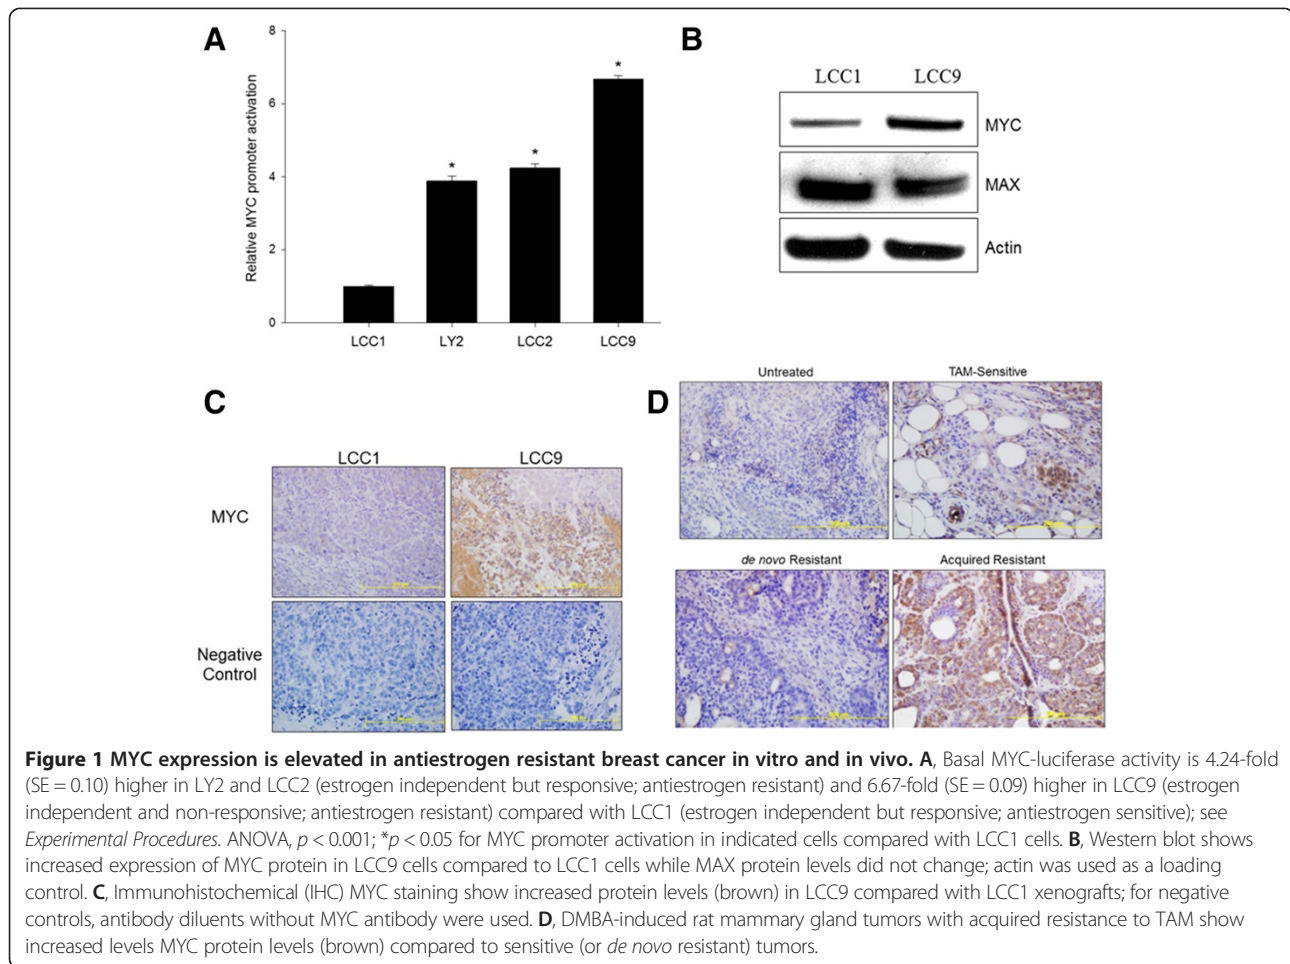 A
8
6
4
2
0
Relative MYC promoter activation
*
*
*
LCC1 LY2 LCC2 LCC9
B
LCC1 LCC9
MYC
MAX
Actin
C
LCC1 LCC9
MYC
Negative
Control
D
Untreated TAM-Sensitive
de novo Resistant Acquired Resistant
Figure 1 MYC expression is elevated in antiestrogen resistant breast cancer in vitro and in vivo. A, Basal MYC-luciferase activity is 4.24-fold
(SE = 0.10) higher in LY2 and LCC2 (estrogen independent but responsive; antiestrogen resistant) and 6.67-fold (SE = 0.09) higher in LCC9 (estrogen
independent and non-responsive; antiestrogen resistant) compared with LCC1 (estrogen independent but responsive; antiestrogen sensitive); see
Experimental Procedures. ANOVA, p < 0.001; *p < 0.05 for MYC promoter activation in indicated cells compared with LCC1 cells. B, Western blot shows
increased expression of MYC protein in LCC9 cells compared to LCC1 cells while MAX protein levels did not change; actin was used as a loading
control. C, Immunohistochemical (IHC) MYC staining show increased protein levels (brown) in LCC9 compared with LCC1 xenografts; for negative
controls, antibody diluents without MYC antibody were used. D, DMBA-induced rat mammary gland tumors with acquired resistance to TAM show
increased levels MYC protein levels (brown) compared to sensitive (or de novo resistant) tumors.